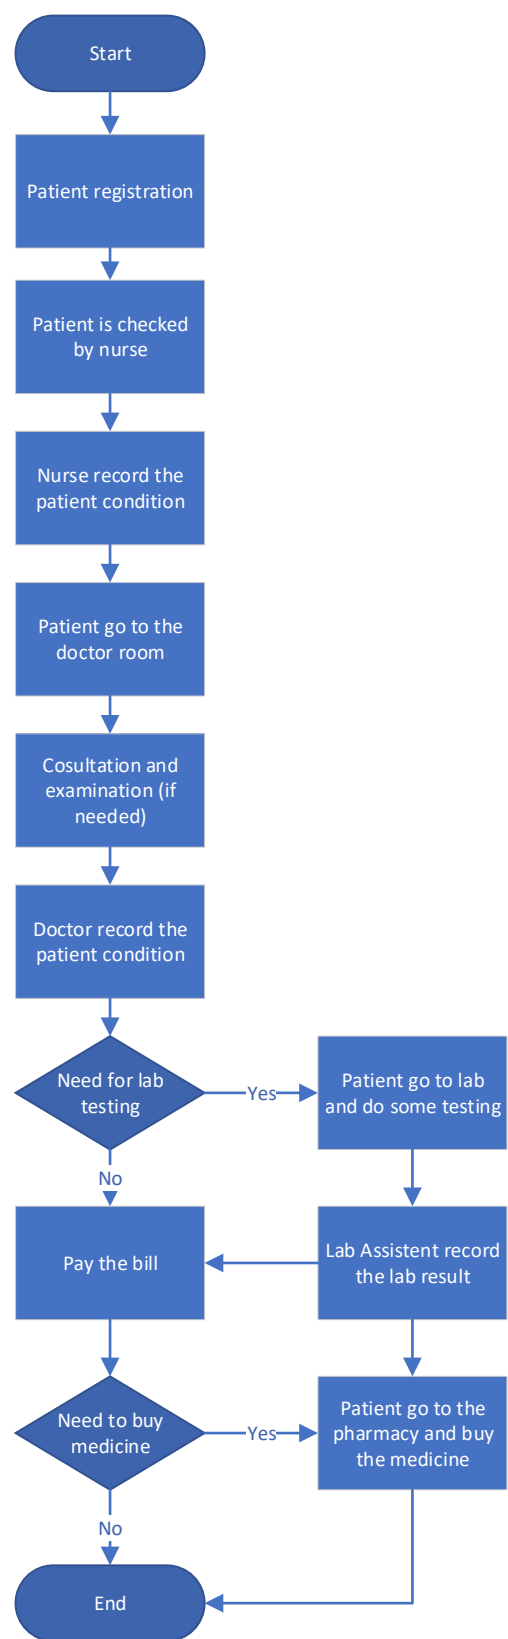 Start
Patient registration
Patient is checked
by nurse
Nurse record the
patient condition
Patient go to the
doctor room
Cosultation and
examination (if
needed)
Doctor record the
patient condition
Need for lab
testing
Yes
Patient go to lab
and do some testing
No
Pay the bill
Lab Assistent record
the lab result
Need to buy
medicine
Yes
Patient go to the
pharmacy and buy
the medicine
No
End